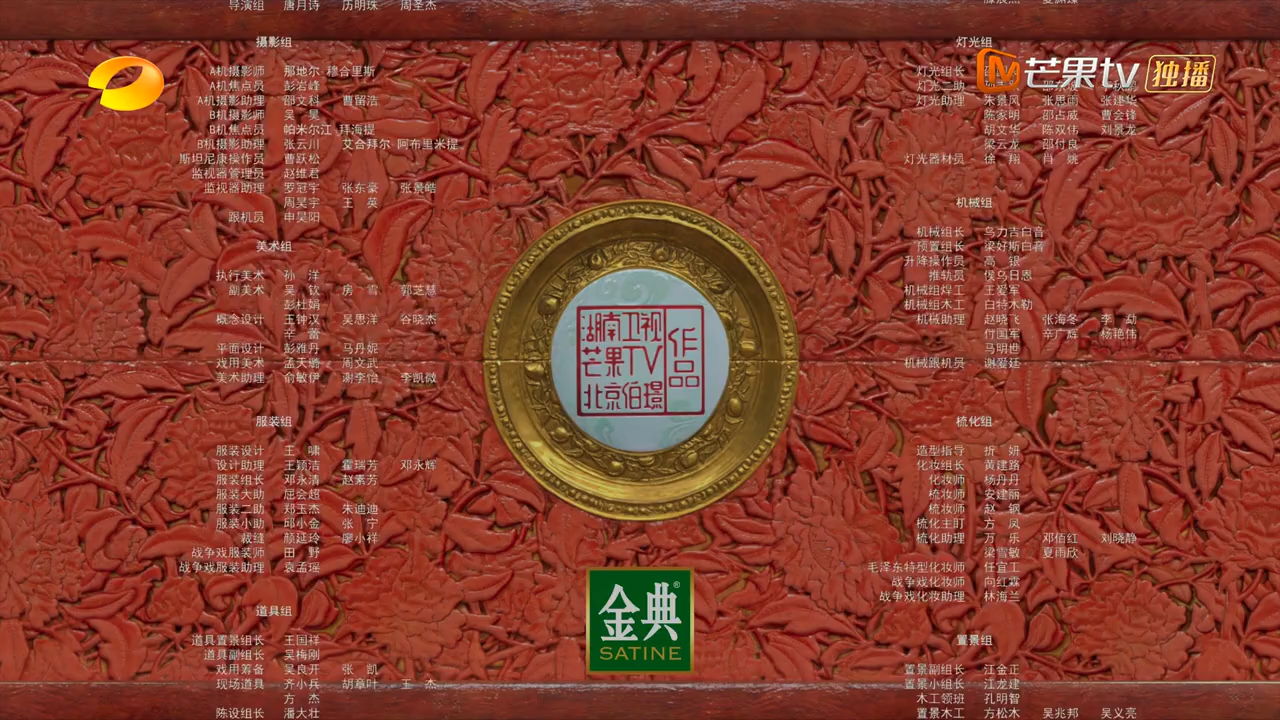 导演组 唐月诗 历明珠 周圣杰
摄影组
A机摄影师 那地尔 穆合里斯
A机焦点员 彭岩峰
A机摄影助理 邵文科 曹留浩
B机摄影师 吴 昊
B机焦点员 帕米尔江 拜海提
B机摄影助理 张云川 艾合拜尔 阿布里米提
斯坦尼康操作员 曹跃松
监视器管理员 赵维君
监视器助理 罗冠宇 张东豪 张景皓
周昊宇 王 英
跟机员 申昊阳
美术组
执行美术 孙 洋
副美术 吴 钦 房 雪 郭芝慧
彭杜娟
概念设计 王钟汉 吴思洋 谷晓杰
辛 蕾
平面设计 彭雅丹 马丹妮
戏用美术 孟天璐 周文武
美术助理 俞敏伊 谢李怡 李凯微
服装组
服装设计 王 啸
设计助理 王颖洁 霍瑞芳 邓永辉
服装组长 邓永清 赵素芳
服装大助 屈会超
服装二助 郑玉杰 朱迪迪
服装小助 邱小金 张 宁
裁缝 颜延玲 廖小祥
战争戏服装师 田 野
战争戏服装助理 袁孟瑶
道具组
道具置景组长 王国祥
道具副组长 吴梅刚
戏用筹备 吴良开 张 凯
现场道具 齐小兵 胡章叶 王 杰
方 杰
陈设组长 潘大壮
湖南卫视
芒果TV
北京伯璟
作品
金典®
SATINE
芒果tv 独播
灯光组
灯光组长
灯光二助
灯光助理 朱景风 张思雨 张建华
陈家明 邵占威 曹会锋
胡文华 陈双伟 刘景龙
梁云龙 邵付良
灯光器材员 徐 翔 肖 姚
机械组
机械组长 乌力吉白音
预置组长 梁好斯白音
升降操作员 高 银
推轨员 侯乌日恩
机械组焊工 王爱军
机械组木工 白特木勒
机械助理 赵晓飞 张海冬 李 勐
付国军 辛广辉 杨艳伟
马明世
机械跟机员 谢爱廷
梳化组
造型指导 折 妍
化妆组长 黄建路
化妆师 杨丹丹
梳妆师 安建丽
梳妆师 赵 钢
梳化主盯 方 凤
梳化助理 万 乐 邓佰红 刘晓静
梁雪敏 夏雨欣
毛泽东特型化妆师 任宜工
战争戏化妆师 向红霖
战争戏化妆助理 林海兰
置景组
置景副组长 江金正
置景小组长 江龙建
木工领班 孔明智
置景木工 方松木 吴兆邦 吴义亮